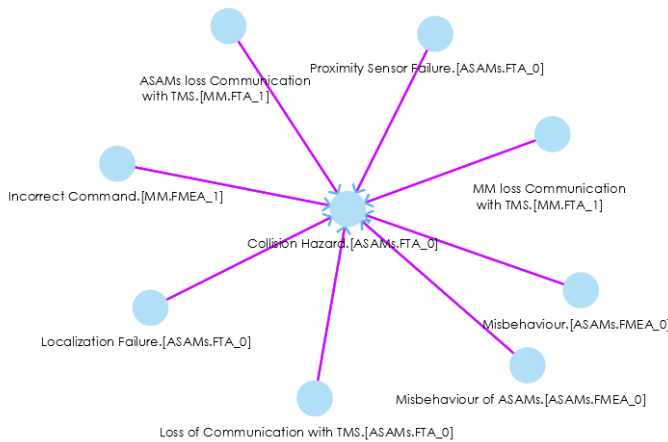 Proximity Sensor Failure.[ASAMs.FTA_0]
ASAMs loss Communication
with TMS.[MM.FTA_1]
Incorrect Command.[MM.FMEA_1]
MM loss Communication
with TMS.[MM.FTA_1]
Collision Hazard.[ASAMs.FTA_0]
Misbehaviour.[ASAMs.FMEA_0]
Localization Failure.[ASAMs.FTA_0]
Misbehaviour of ASAMs.[ASAMs.FMEA_0]
Loss of Communication with TMS.[ASAMs.FTA_0]